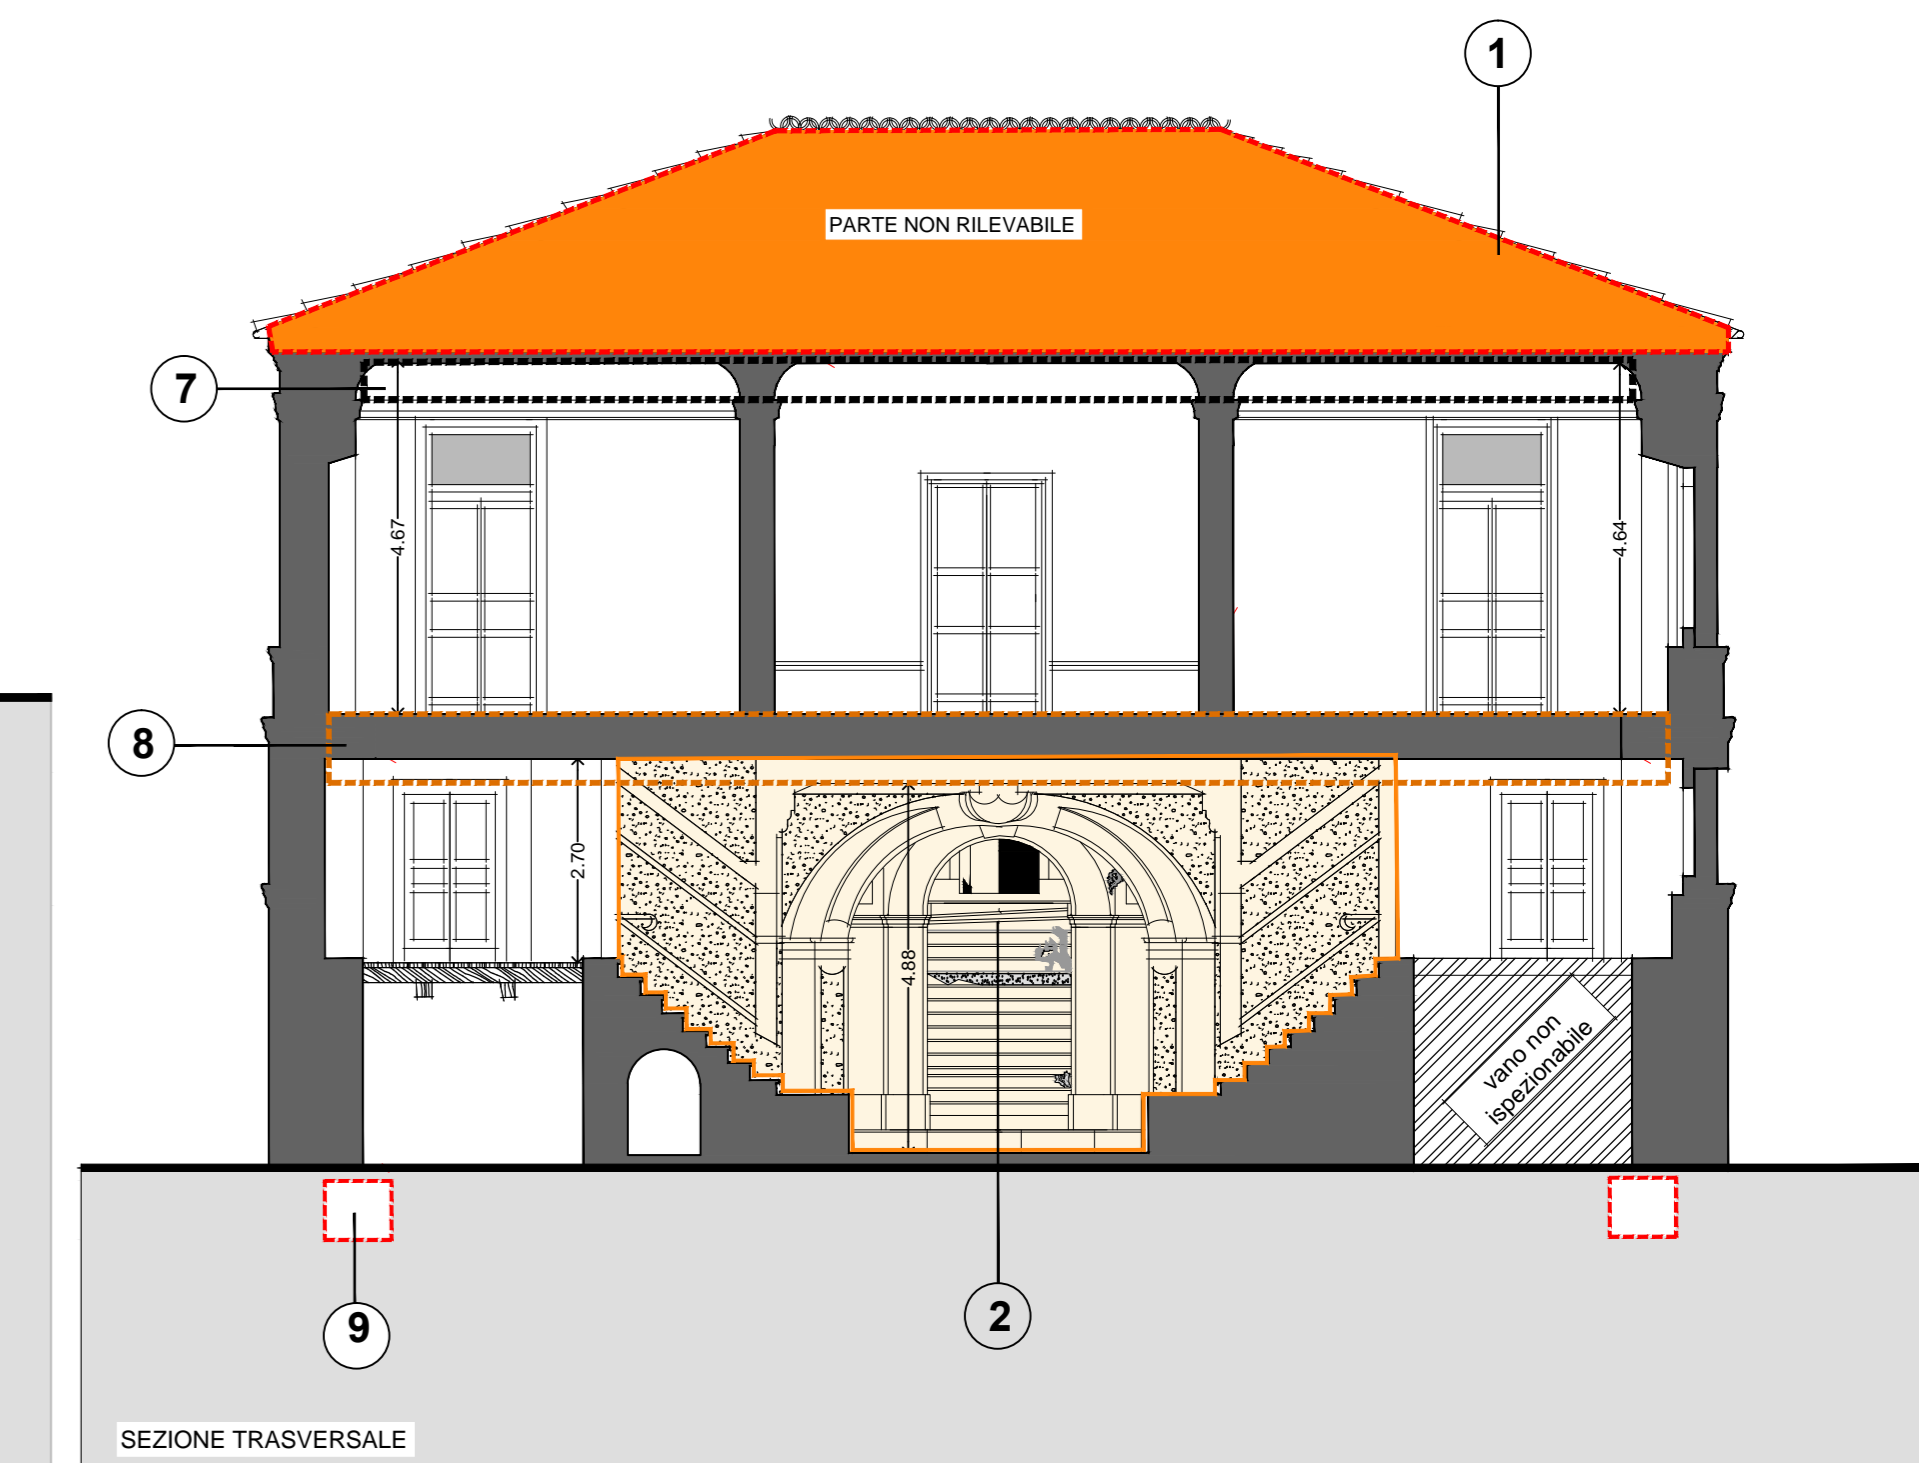 1
PARTE NON RILEVABILE
7
4.67
4.64
8
2.70
4.88
vano non
ispezionabile
9
2
SEZIONE TRASVERSALE